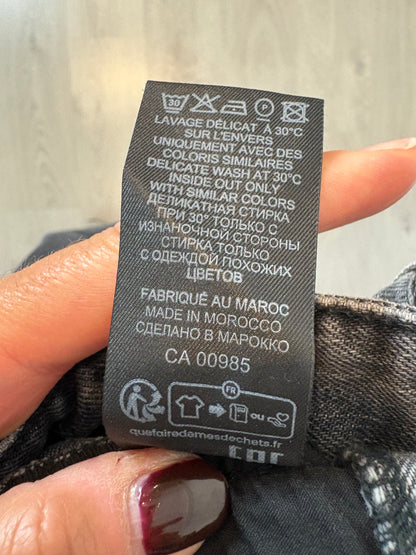 30 P
LAVAGE DÉLICAT À 30°C
SUR L'ENVERS
UNIQUEMENT AVEC DES
COLORIS SIMILAIRES
DELICATE WASH AT 30°C
INSIDE OUT ONLY
WITH SIMILAR COLORS
ДЕЛИКАТНАЯ СТИРКА
ПРИ 30° ТОЛЬКО С
ИЗНАНОЧНОЙ СТОРОНЫ
СТИРКА ТОЛЬКО
С ОДЕЖДОЙ ПОХОЖИХ
ЦВЕТОВ
FABRIQUÉ AU MAROC
MADE IN MOROCCO
СДЕЛАНО В МАРОККО
CA 00985
FR
OU
quefairedemesdechets.fr
EAC